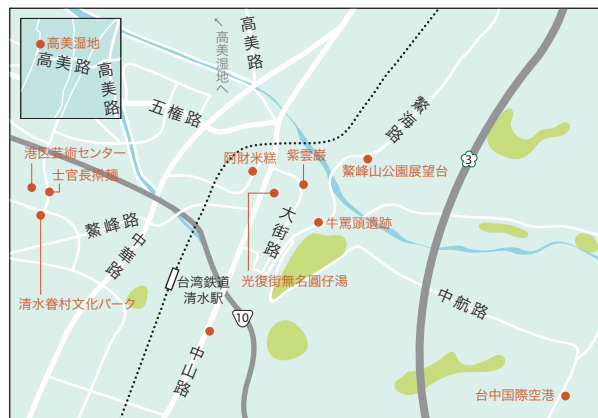 高美湿地
高美路
高美路
↖高美湿地へ
高美路
五権路
鰲海路
港区芸術センター
士官長擀麺
阿財米糕
紫雲巌
鰲峰山公園展望台
3
鰲峰路
中華路
大街路
牛罵頭遺跡
清水眷村文化パーク
台湾鉄道
清水駅
光復街無名圓仔湯
10
中山路
中航路
台中国際空港